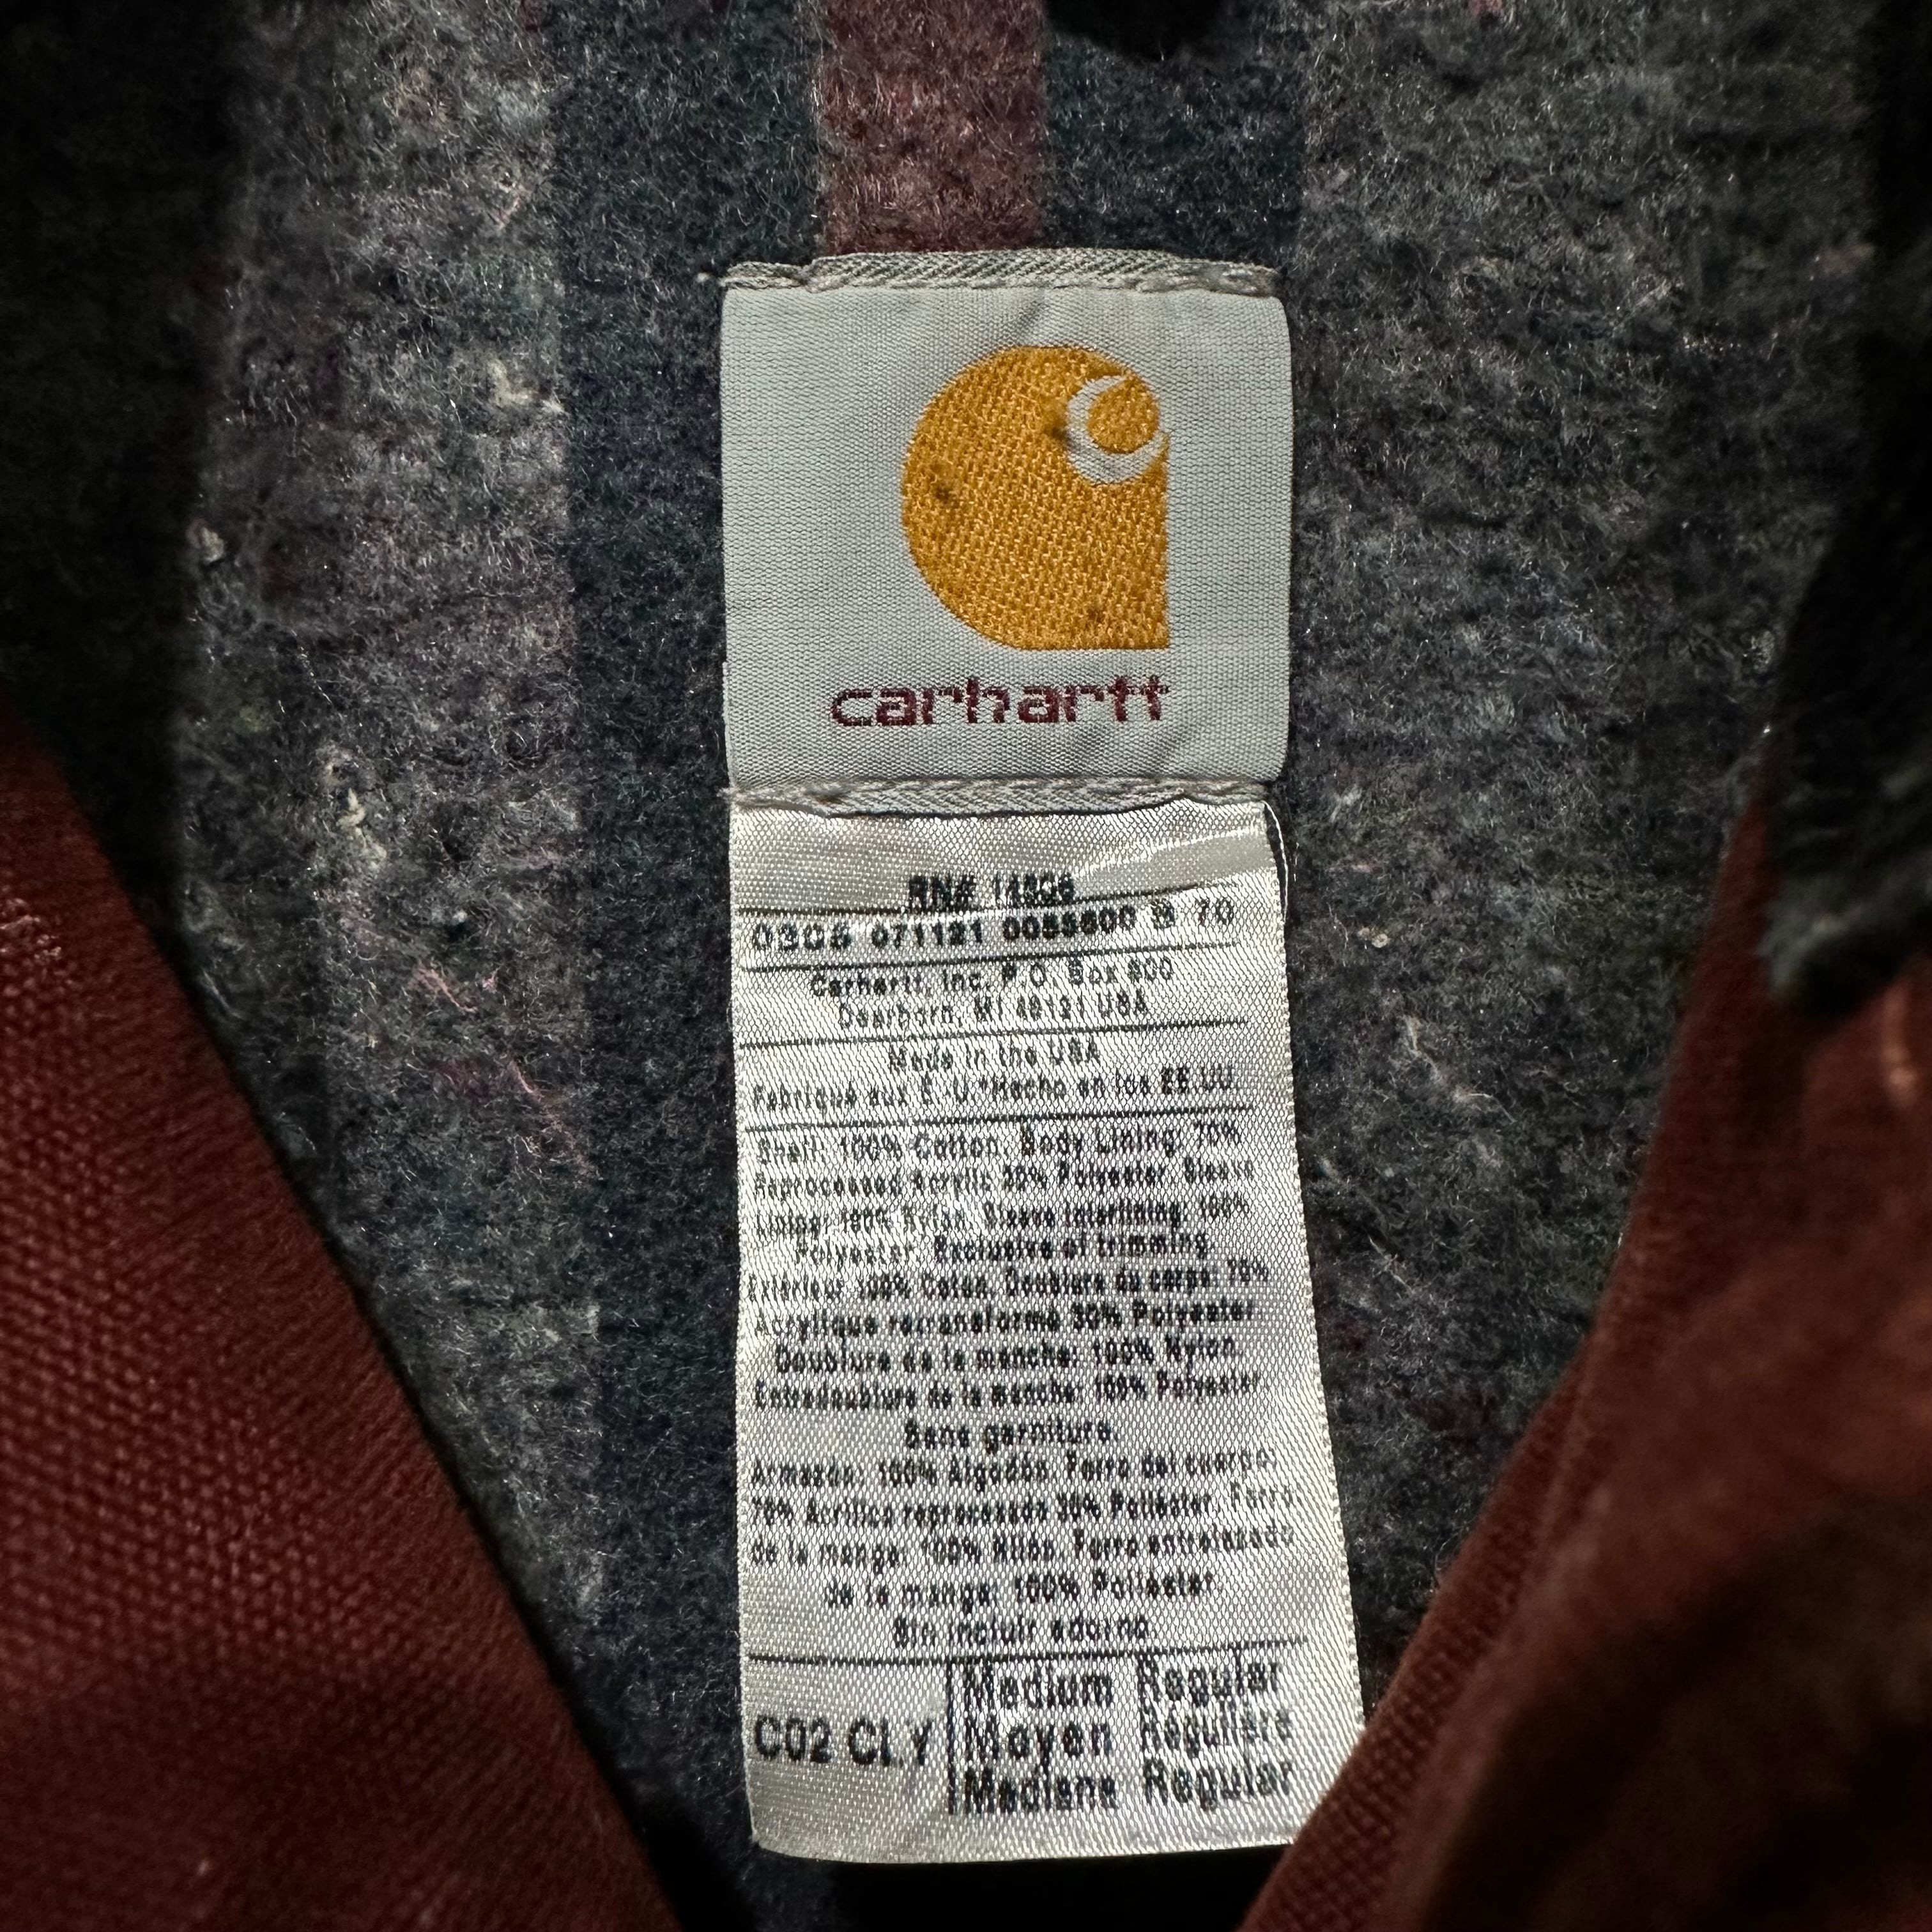 carhartt
RN# 14806
0305 071121 0055600 B 70
Carhartt, Inc. P.O. Box 600
Dearborn, MI 48121 USA
Made in the USA
Fabriqué aux É.-U.*Hecho en los EE.UU.
Shell: 100% Cotton. Body Lining: 70%
Reprocessed Acrylic 30% Polyester. Sleeve
Lining: 100% Nylon. Sleeve Interlining: 100%
Polyester. Exclusive of trimming.
Extérieur 100% Coton. Doublure du corps: 70%
Acrylique retransformé 30% Polyester
Doublure de la manche: 100% Nylon
Entredoublure de la manche: 100% Polyester
Sans garniture.
Armazón: 100% Algodón. Forro del cuerpo:
70% Acrílico reprocesado 30% Poliéster. Forro
de la manga: 100% Nilón. Forro entrelazado
de la manga: 100% Poliéster
Sin incluir adorno
C02 CLY
Medium Regular
Moyen Régulière
Mediano Regular